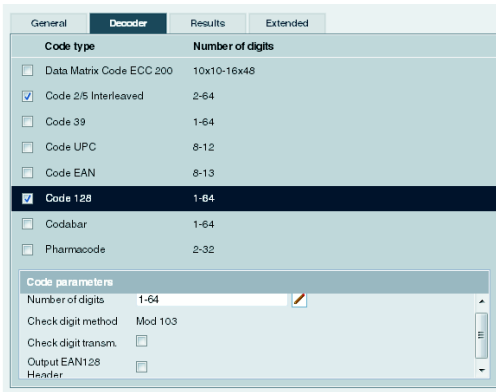 General Decoder Results Extended
Code type Number of digits
Data Matrix Code ECC 200 10x10-16x48
Code 2/5 Interleaved 2-64
Code 39 1-64
Code UPC 8-12
Code EAN 8-13
Code 128 1-64
Codabar 1-64
Pharmacode 2-32
Code parameters
Number of digits 1-64
Check digit method Mod 103
Check digit transm.
Output EAN128
Header